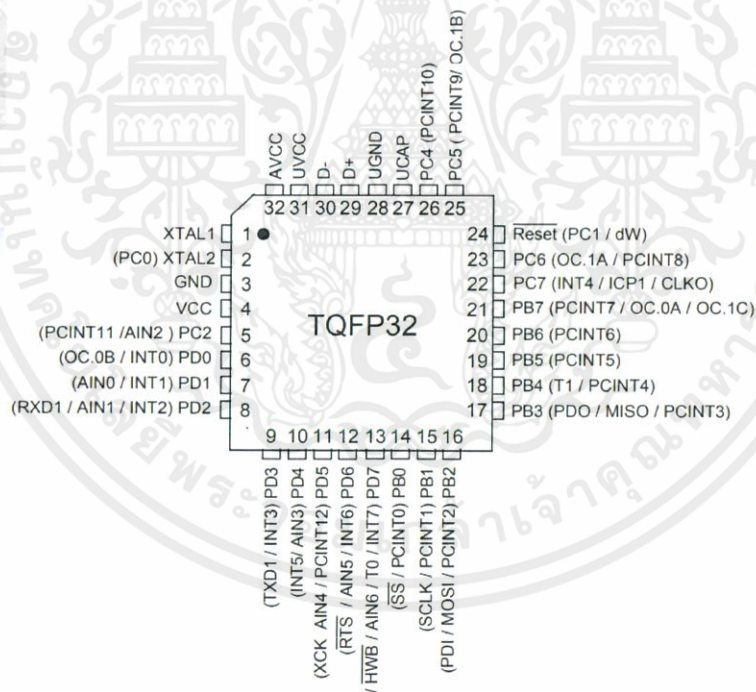 AVCC
UVCC
D-
D+
UGND
UCAP
PC4 (PCINT10)
PC5 ( PCINT9/ OC.1B)
32 31 30 29 28 27 26 25
XTAL1 1
(PC0) XTAL2 2
GND 3
VCC 4
(PCINT11 /AIN2 ) PC2 5
(OC.0B / INT0) PD0 6
(AIN0 / INT1) PD1 7
(RXD1 / AIN1 / INT2) PD2 8
TQFP32
24 Reset (PC1 / dW)
23 PC6 (OC.1A / PCINT8)
22 PC7 (INT4 / ICP1 / CLKO)
21 PB7 (PCINT7 / OC.0A / OC.1C)
20 PB6 (PCINT6)
19 PB5 (PCINT5)
18 PB4 (T1 / PCINT4)
17 PB3 (PDO / MISO / PCINT3)
9 10 11 12 13 14 15 16
(TXD1 / INT3) PD3
(INT5/ AIN3) PD4
(XCK AIN4 / PCINT12) PD5
(RTS / AIN5 / INT6) PD6
/ HWB / AIN6 / T0 / INT7) PD7
(SS / PCINT0) PB0
(SCLK / PCINT1) PB1
(PDI / MOSI / PCINT2) PB2